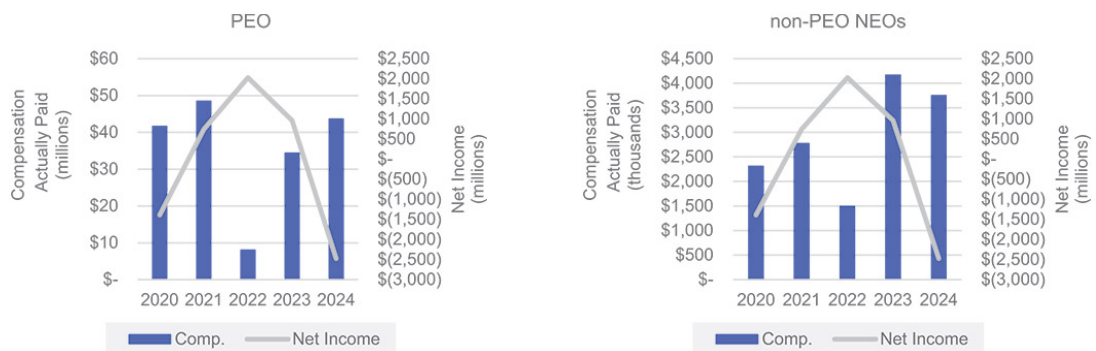 PEO
Compensation
Actually Paid
(millions)
$60
$50
$40
$30
$20
$10
$-
$2,500
$2,000
$1,500
$1,000
$500
$-
$(500)
$(1,000)
$(1,500)
$(2,000)
$(2,500)
$(3,000)
Net Income
(millions)
2020 2021 2022 2023 2024
Comp. Net Income
non-PEO NEOs
Compensation
Actually Paid
(thousands)
$4,500
$4,000
$3,500
$3,000
$2,500
$2,000
$1,500
$1,000
$500
$-
$2,500
$2,000
$1,500
$1,000
$500
$-
$(500)
$(1,000)
$(1,500)
$(2,000)
$(2,500)
$(3,000)
Net Income
(millions)
2020 2021 2022 2023 2024
Comp. Net Income